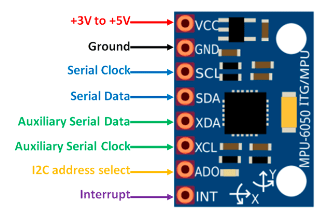 +3V to +5V
Ground
Serial Clock
Serial Data
Auxiliary Serial Data
Auxiliary Serial Clock
I2C address select
Interrupt
VCC
GND
SCL
SDA
XDA
XCL
ADO
INT
MPU-6050 ITG/MPU
Y
X